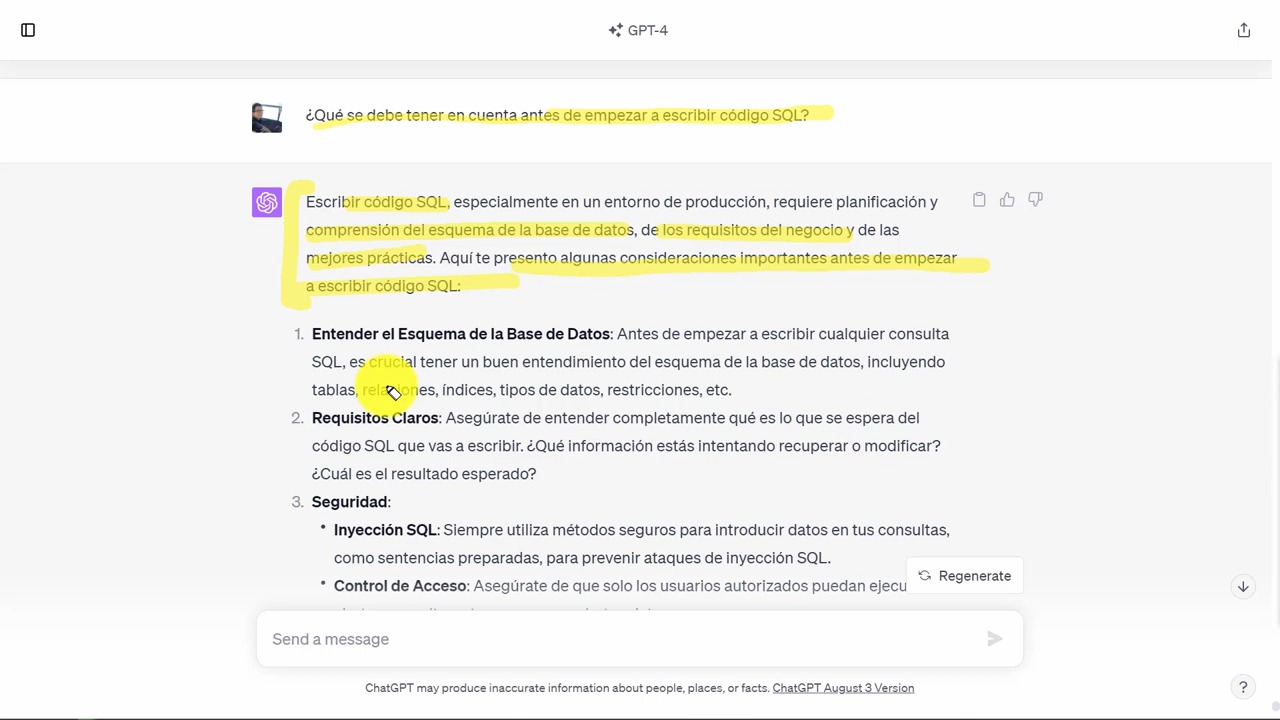 GPT-4
¿Qué se debe tener en cuenta antes de empezar a escribir código SQL?
Escribir código SQL, especialmente en un entorno de producción, requiere planificación y
comprensión del esquema de la base de datos, de los requisitos del negocio y de las
mejores prácticas. Aquí te presento algunas consideraciones importantes antes de empezar
a escribir código SQL:
1. Entender el Esquema de la Base de Datos: Antes de empezar a escribir cualquier consulta
SQL, es crucial tener un buen entendimiento del esquema de la base de datos, incluyendo
tablas, relaciones, índices, tipos de datos, restricciones, etc.
2. Requisitos Claros: Asegúrate de entender completamente qué es lo que se espera del
código SQL que vas a escribir. ¿Qué información estás intentando recuperar o modificar?
¿Cuál es el resultado esperado?
3. Seguridad:
• Inyección SQL: Siempre utiliza métodos seguros para introducir datos en tus consultas,
como sentencias preparadas, para prevenir ataques de inyección SQL.
• Control de Acceso: Asegúrate de que solo los usuarios autorizados puedan ejecu
Regenerate
Send a message
ChatGPT may produce inaccurate information about people, places, or facts. ChatGPT August 3 Version
?